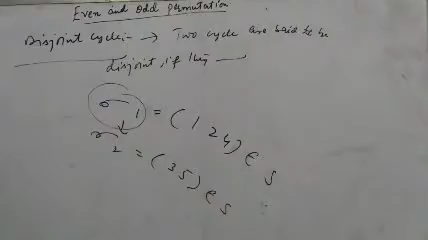 Even and odd permutation
Disjoint cycle:- → Two cycle are said to be
disjoint, if they ——
σ1 = (1 2 4) ∈ S
σ2 = (3 5) ∈ S